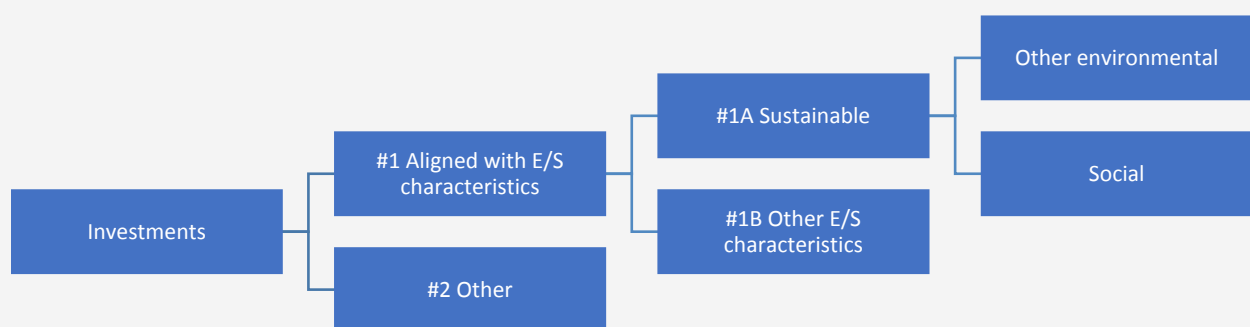 Investments
#1 Aligned with E/S
characteristics
#2 Other
#1A Sustainable
#1B Other E/S
characteristics
Other environmental
Social